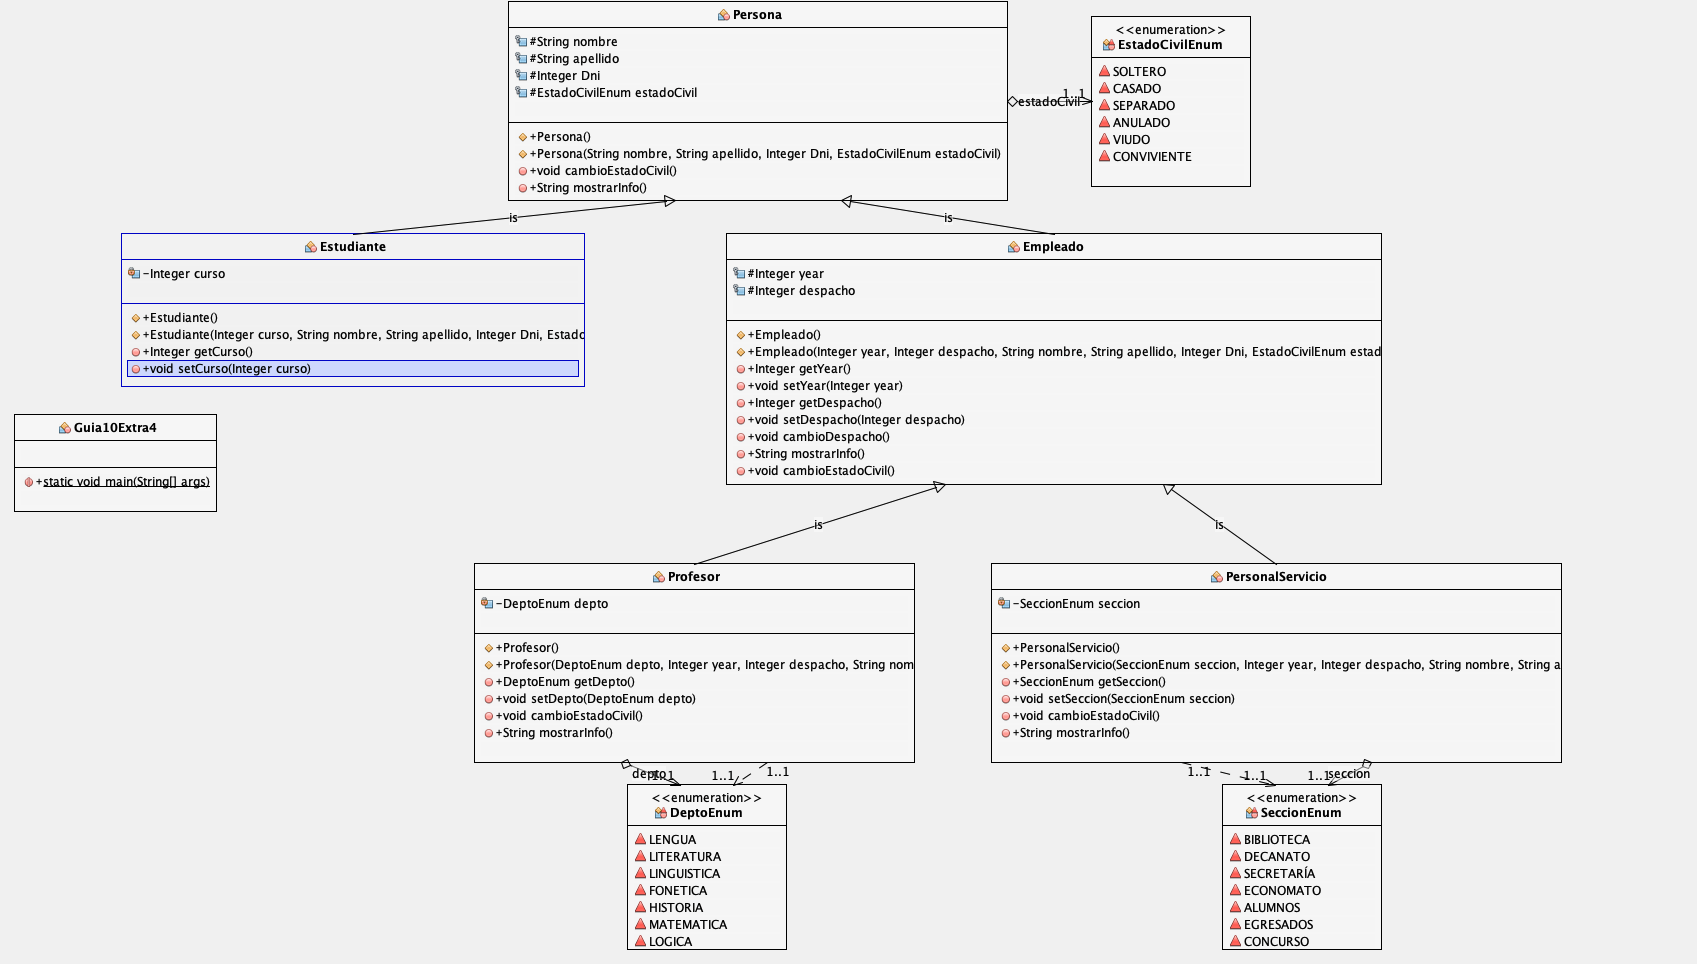 Persona
#String nombre
#String apellido
#Integer Dni
#EstadoCivilEnum estadoCivil
+Persona()
+Persona(String nombre, String apellido, Integer Dni, EstadoCivilEnum estadoCivil)
+void cambioEstadoCivil()
+String mostrarInfo()
estadoCivil
1..1
<<enumeration>>
EstadoCivilEnum
SOLTERO
CASADO
SEPARADO
ANULADO
VIUDO
CONVIVIENTE
is
is
Estudiante
-Integer curso
+Estudiante()
+Estudiante(Integer curso, String nombre, String apellido, Integer Dni, Estado
+Integer getCurso()
+void setCurso(Integer curso)
Empleado
#Integer year
#Integer despacho
+Empleado()
+Empleado(Integer year, Integer despacho, String nombre, String apellido, Integer Dni, EstadoCivilEnum estad
+Integer getYear()
+void setYear(Integer year)
+Integer getDespacho()
+void setDespacho(Integer despacho)
+void cambioDespacho()
+String mostrarInfo()
+void cambioEstadoCivil()
Guia10Extra4
+static void main(String[] args)
is
is
Profesor
-DeptoEnum depto
+Profesor()
+Profesor(DeptoEnum depto, Integer year, Integer despacho, String nom
+DeptoEnum getDepto()
+void setDepto(DeptoEnum depto)
+void cambioEstadoCivil()
+String mostrarInfo()
PersonalServicio
-SeccionEnum seccion
+PersonalServicio()
+PersonalServicio(SeccionEnum seccion, Integer year, Integer despacho, String nombre, String a
+SeccionEnum getSeccion()
+void setSeccion(SeccionEnum seccion)
+void cambioEstadoCivil()
+String mostrarInfo()
depto
1..1
1..1
1..1
1..1
1..1
1..1
seccion
<<enumeration>>
DeptoEnum
LENGUA
LITERATURA
LINGUISTICA
FONETICA
HISTORIA
MATEMATICA
LOGICA
<<enumeration>>
SeccionEnum
BIBLIOTECA
DECANATO
SECRETARÍA
ECONOMATO
ALUMNOS
EGRESADOS
CONCURSO